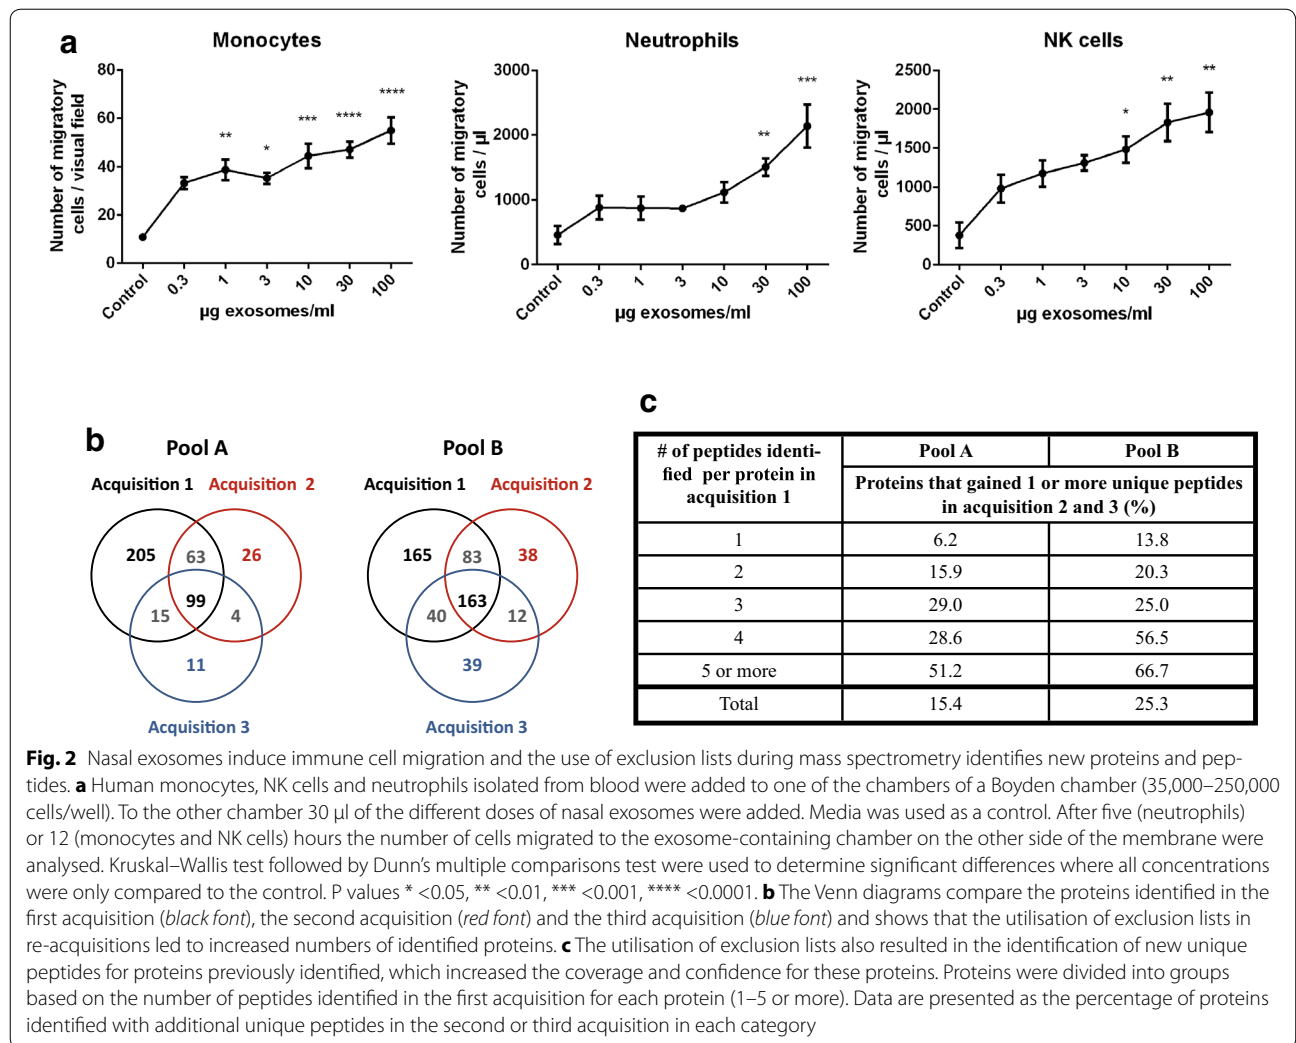 a
Monocytes
Number of migratory
cells / visual field
80
60
40
20
0
**
*
***
****
****
Control
0.3
1
3
10
30
100
µg exosomes/ml
Neutrophils
Number of migratory
cells / µl
3000
2000
1000
0
**
***
Control
0.3
1
3
10
30
100
µg exosomes/ml
NK cells
Number of migratory
cells / µl
2500
2000
1500
1000
500
0
*
**
**
Control
0.3
1
3
10
30
100
µg exosomes/ml
b
Pool A
Acquisition 1 Acquisition 2
205 63 26
99
15 4
11
Acquisition 3
Pool B
Acquisition 1 Acquisition 2
165 83 38
163
40 12
39
Acquisition 3
c
# of peptides identi-
fied per protein in
acquisition 1
Pool A Pool B
Proteins that gained 1 or more unique peptides
in acquisition 2 and 3 (%)
1 6.2 13.8
2 15.9 20.3
3 29.0 25.0
4 28.6 56.5
5 or more 51.2 66.7
Total 15.4 25.3
Fig. 2 Nasal exosomes induce immune cell migration and the use of exclusion lists during mass spectrometry identifies new proteins and pep-
tides. a Human monocytes, NK cells and neutrophils isolated from blood were added to one of the chambers of a Boyden chamber (35,000–250,000
cells/well). To the other chamber 30 µl of the different doses of nasal exosomes were added. Media was used as a control. After five (neutrophils)
or 12 (monocytes and NK cells) hours the number of cells migrated to the exosome-containing chamber on the other side of the membrane were
analysed. Kruskal–Wallis test followed by Dunn's multiple comparisons test were used to determine significant differences where all concentrations
were only compared to the control. P values * <0.05, ** <0.01, *** <0.001, **** <0.0001. b The Venn diagrams compare the proteins identified in the
first acquisition (black font), the second acquisition (red font) and the third acquisition (blue font) and shows that the utilisation of exclusion lists in
re-acquisitions led to increased numbers of identified proteins. c The utilisation of exclusion lists also resulted in the identification of new unique
peptides for proteins previously identified, which increased the coverage and confidence for these proteins. Proteins were divided into groups
based on the number of peptides identified in the first acquisition for each protein (1–5 or more). Data are presented as the percentage of proteins
identified with additional unique peptides in the second or third acquisition in each category